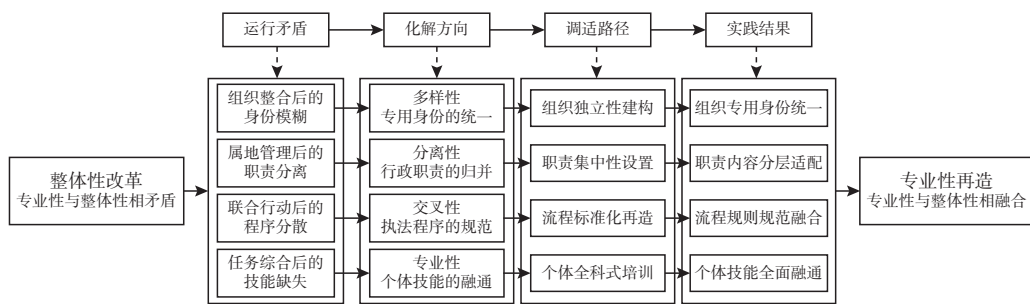 运行矛盾
化解方向
调适路径
实践结果
整体性改革
专业性与整体性相矛盾
组织整合后的
身份模糊
多样性
专用身份的统一
组织独立性建构
组织专用身份统一
属地管理后的
职责分离
分离性
行政职责的归并
职责集中性设置
职责内容分层适配
联合行动后的
程序分散
交叉性
执法程序的规范
流程标准化再造
流程规则规范融合
任务综合后的
技能缺失
专业性
个体技能的融通
个体全科式培训
个体技能全面融通
专业性再造
专业性与整体性相融合